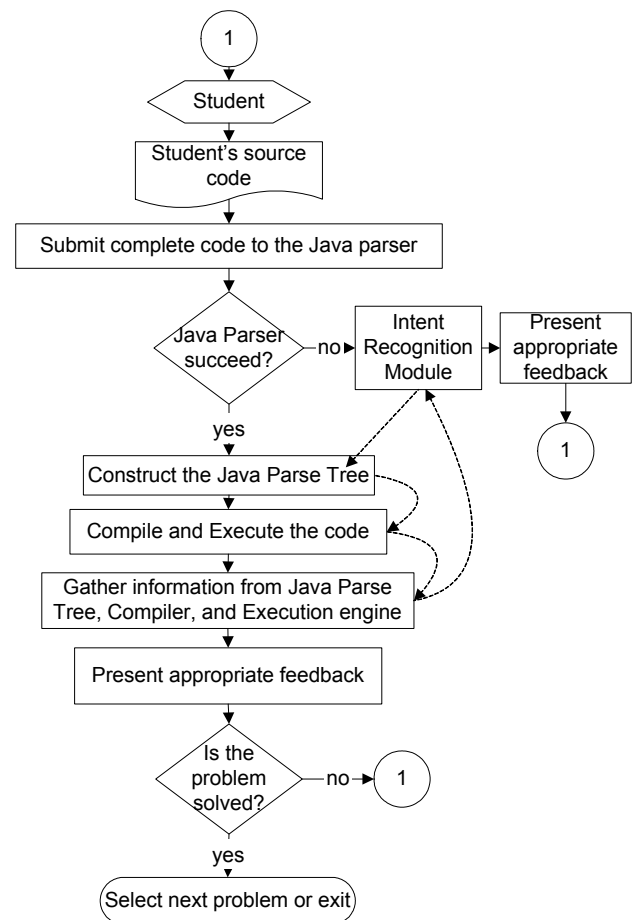 1
Student
Student's source
code
Submit complete code to the Java parser
Java Parser
succeed?
no
Intent
Recognition
Module
Present
appropriate
feedback
1
yes
Construct the Java Parse Tree
Compile and Execute the code
Gather information from Java Parse
Tree, Compiler, and Execution engine
Present appropriate feedback
Is the
problem
solved?
no
1
yes
Select next problem or exit